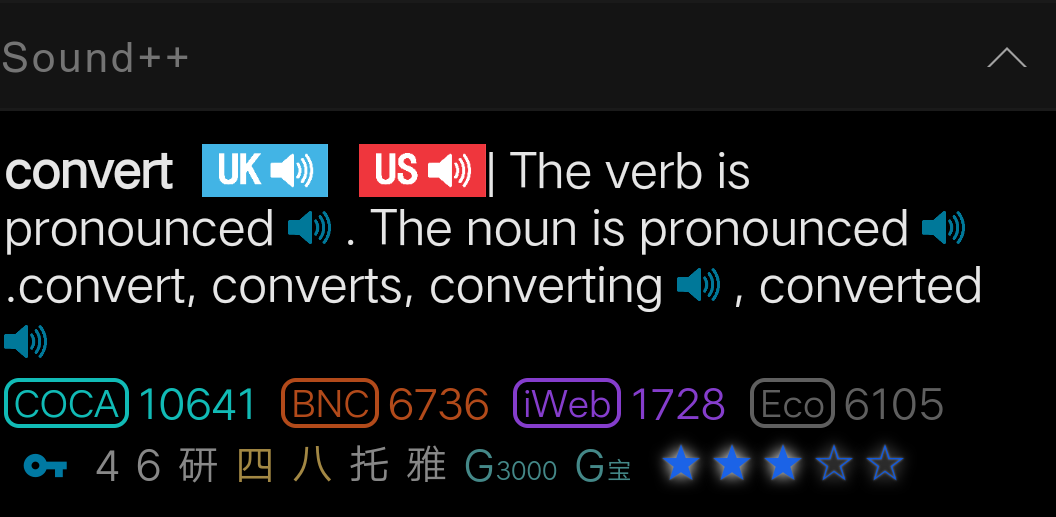 Sound++
convert UK US | The verb is
pronounced . The noun is pronounced
.convert, converts, converting , converted
COCA 10641 BNC 6736 iWeb 1728 Eco 6105
4 6 研 四 八 托 雅 G3000 G宝